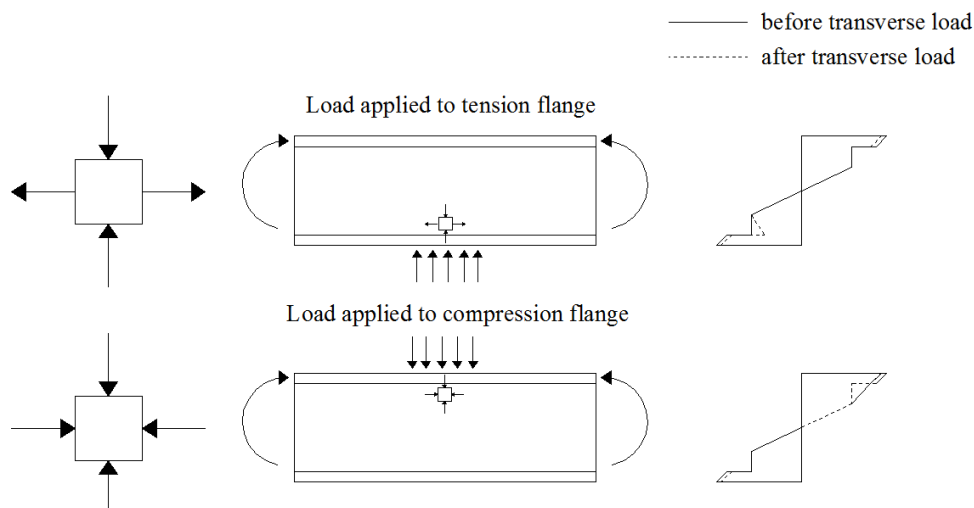 before transverse load
after transverse load
Load applied to tension flange
Load applied to compression flange